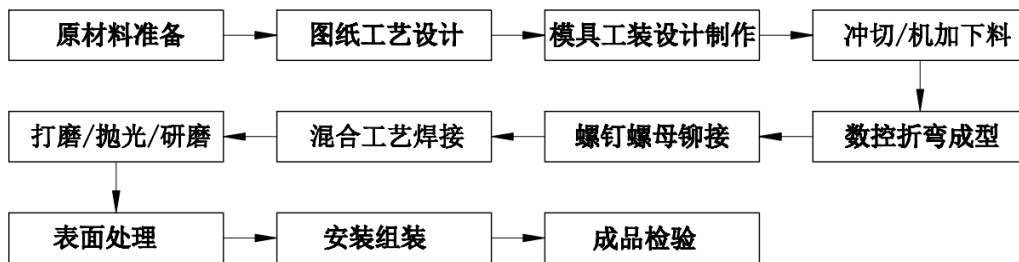 原材料准备
图纸工艺设计
模具工装设计制作
冲切/机加下料
数控折弯成型
螺钉螺母铆接
混合工艺焊接
打磨/抛光/研磨
表面处理
安装组装
成品检验